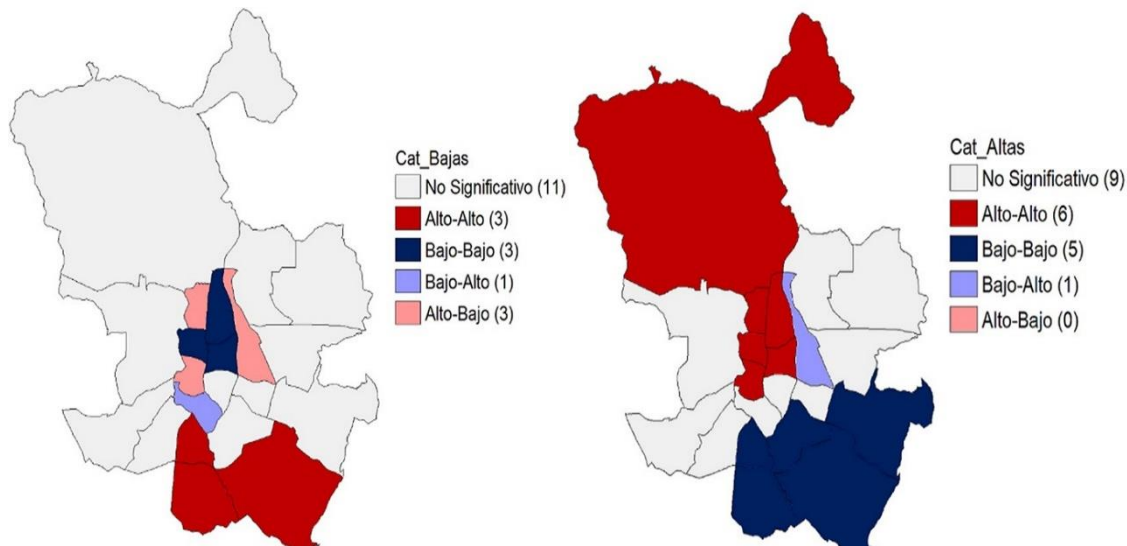 Cat_Bajas
No Significativo (11)
Alto-Alto (3)
Bajo-Bajo (3)
Bajo-Alto (1)
Alto-Bajo (3)
Cat_Altas
No Significativo (9)
Alto-Alto (6)
Bajo-Bajo (5)
Bajo-Alto (1)
Alto-Bajo (0)